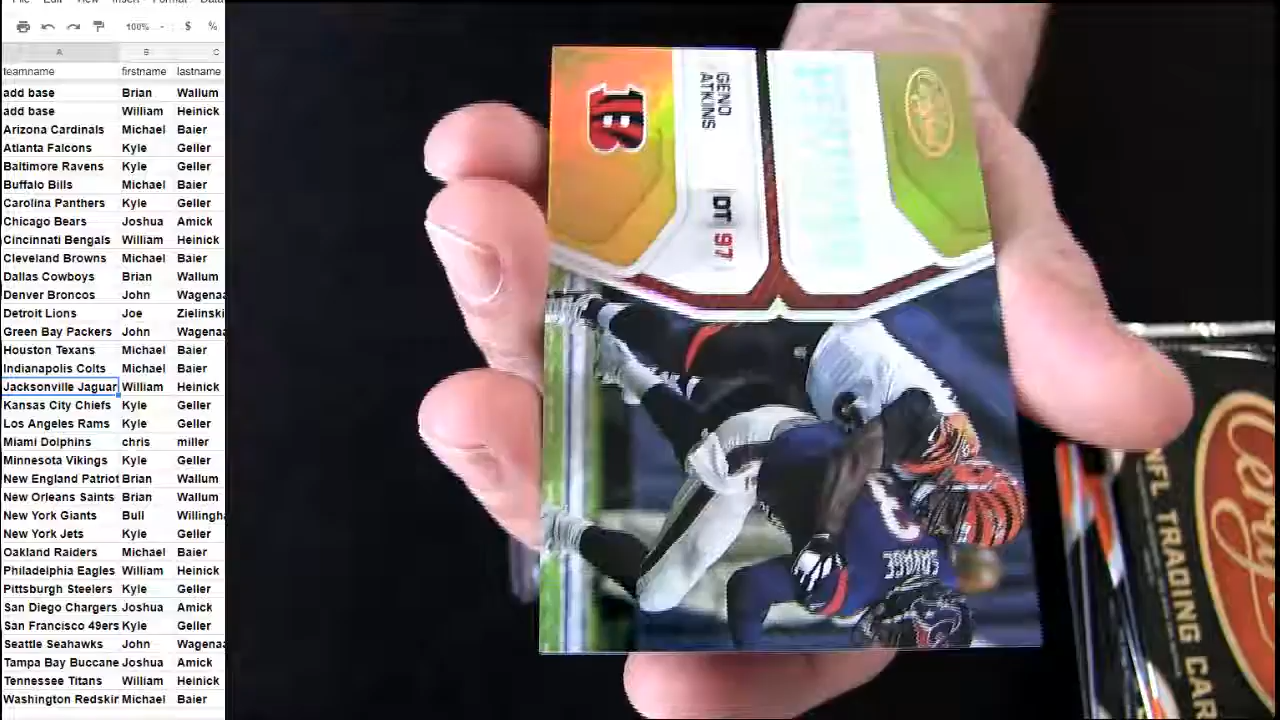 File Edit View Insert Format Data
100% $ %
A B C
teamname firstname lastname
add base Brian Wallum
add base William Heinick
Arizona Cardinals Michael Baier
Atlanta Falcons Kyle Geller
Baltimore Ravens Kyle Geller
Buffalo Bills Michael Baier
Carolina Panthers Kyle Geller
Chicago Bears Joshua Amick
Cincinnati Bengals William Heinick
Cleveland Browns Michael Baier
Dallas Cowboys Brian Wallum
Denver Broncos John Wagenaa
Detroit Lions Joe Zielinski
Green Bay Packers John Wagenaa
Houston Texans Michael Baier
Indianapolis Colts Michael Baier
Jacksonville Jaguar William Heinick
Kansas City Chiefs Kyle Geller
Los Angeles Rams Kyle Geller
Miami Dolphins chris miller
Minnesota Vikings Kyle Geller
New England Patriot Brian Wallum
New Orleans Saints Brian Wallum
New York Giants Bull Willingh
New York Jets Kyle Geller
Oakland Raiders Michael Baier
Philadelphia Eagles William Heinick
Pittsburgh Steelers Kyle Geller
San Diego Chargers Joshua Amick
San Francisco 49ers Kyle Geller
Seattle Seahawks John Wagenaa
Tampa Bay Buccane Joshua Amick
Tennessee Titans William Heinick
Washington Redskin Michael Baier
GENO
ATKINS
DT 97
B
SAVAGE
3
NFL TRADING CAR